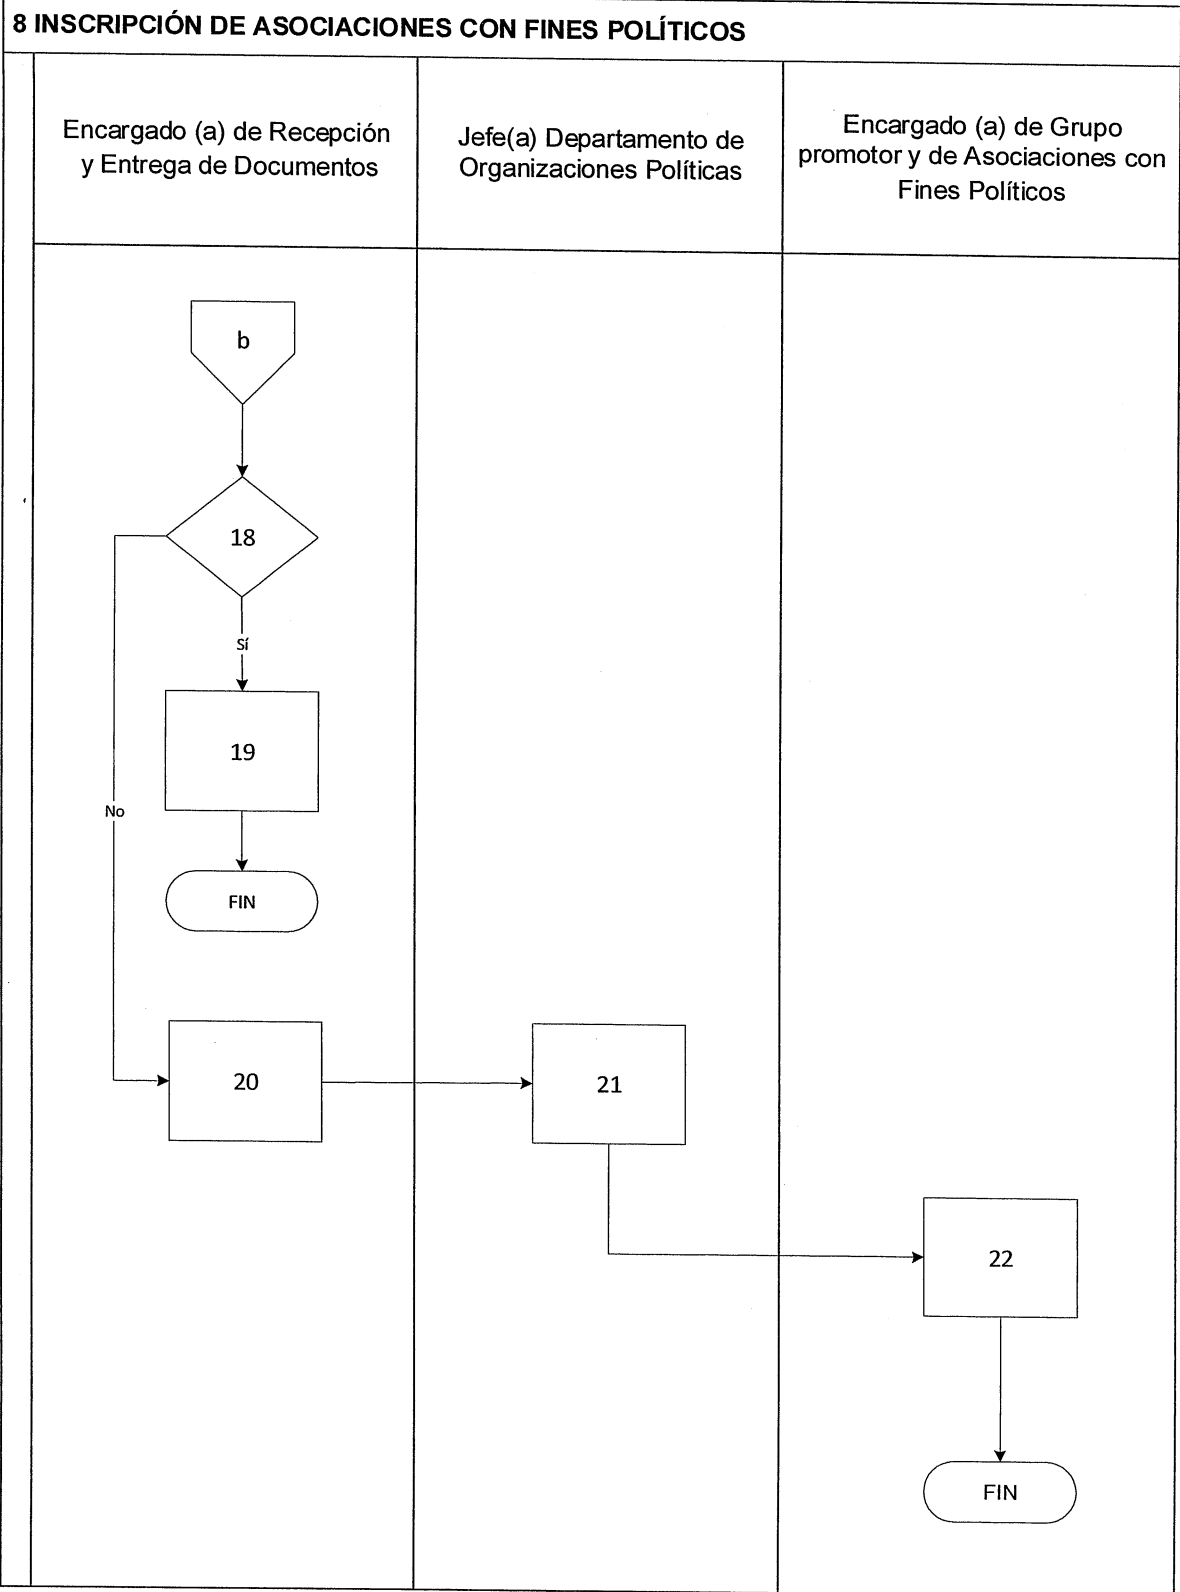 8 INSCRIPCIÓN DE ASOCIACIONES CON FINES POLÍTICOS
Encargado (a) de Recepción
y Entrega de Documentos
Jefe(a) Departamento de
Organizaciones Políticas
Encargado (a) de Grupo
promotor y de Asociaciones con
Fines Políticos
b
18
Sí
19
No
FIN
20
21
22
FIN